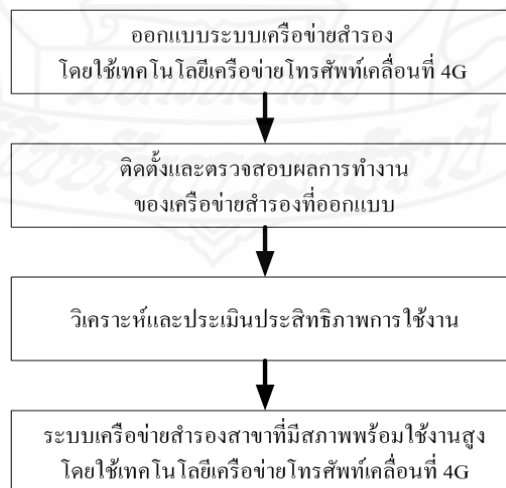 ออกแบบระบบเครือข่ายสำรอง
โดยใช้เทคโนโลยีเครือข่ายโทรศัพท์เคลื่อนที่ 4G
ติดตั้งและตรวจสอบผลการทำงาน
ของเครือข่ายสำรองที่ออกแบบ
วิเคราะห์และประเมินประสิทธิภาพการใช้งาน
ระบบเครือข่ายสำรองสาขาที่มีสภาพพร้อมใช้งานสูง
โดยใช้เทคโนโลยีเครือข่ายโทรศัพท์เคลื่อนที่ 4G